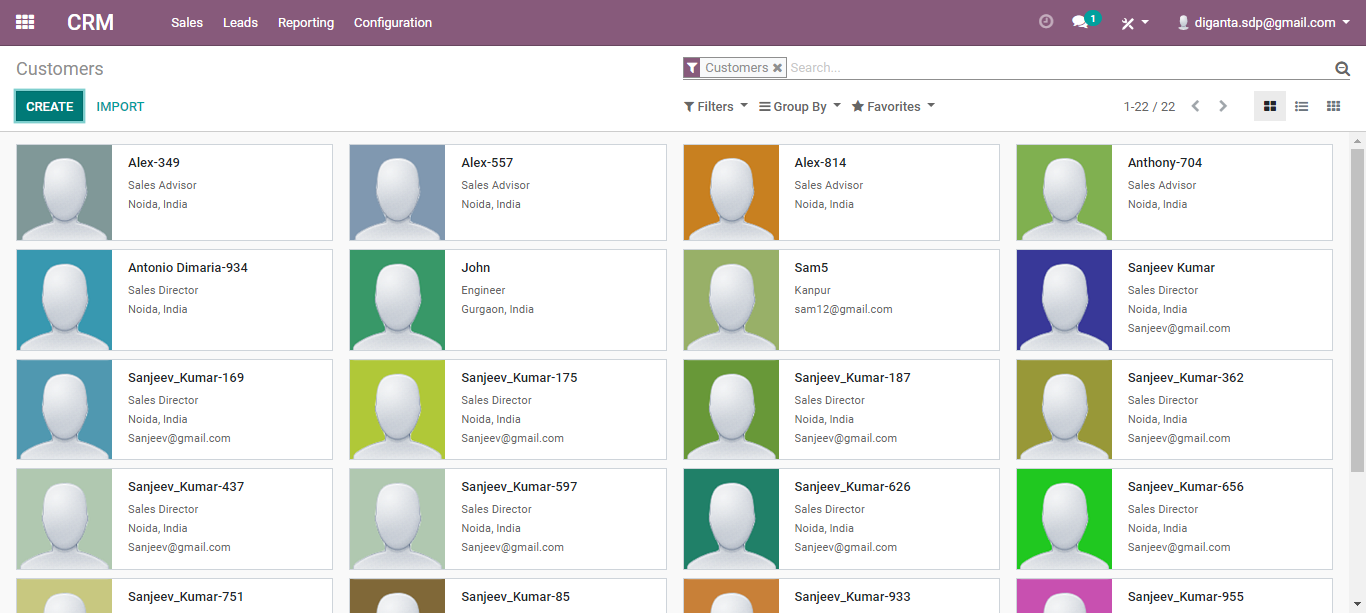 CRM Sales Leads Reporting Configuration 1 diganta.sdp@gmail.com
Customers Customers Search...
CREATE IMPORT Filters Group By Favorites 1-22 / 22
Alex-349
Sales Advisor
Noida, India
Alex-557
Sales Advisor
Noida, India
Alex-814
Sales Advisor
Noida, India
Anthony-704
Sales Advisor
Noida, India
Antonio Dimaria-934
Sales Director
Noida, India
John
Engineer
Gurgaon, India
Sam5
Kanpur
sam12@gmail.com
Sanjeev Kumar
Sales Director
Noida, India
Sanjeev@gmail.com
Sanjeev_Kumar-169
Sales Director
Noida, India
Sanjeev@gmail.com
Sanjeev_Kumar-175
Sales Director
Noida, India
Sanjeev@gmail.com
Sanjeev_Kumar-187
Sales Director
Noida, India
Sanjeev@gmail.com
Sanjeev_Kumar-362
Sales Director
Noida, India
Sanjeev@gmail.com
Sanjeev_Kumar-437
Sales Director
Noida, India
Sanjeev@gmail.com
Sanjeev_Kumar-597
Sales Director
Noida, India
Sanjeev@gmail.com
Sanjeev_Kumar-626
Sales Director
Noida, India
Sanjeev@gmail.com
Sanjeev_Kumar-656
Sales Director
Noida, India
Sanjeev@gmail.com
Sanjeev_Kumar-751
Sanjeev_Kumar-85
Sanjeev_Kumar-933
Sanjeev_Kumar-955